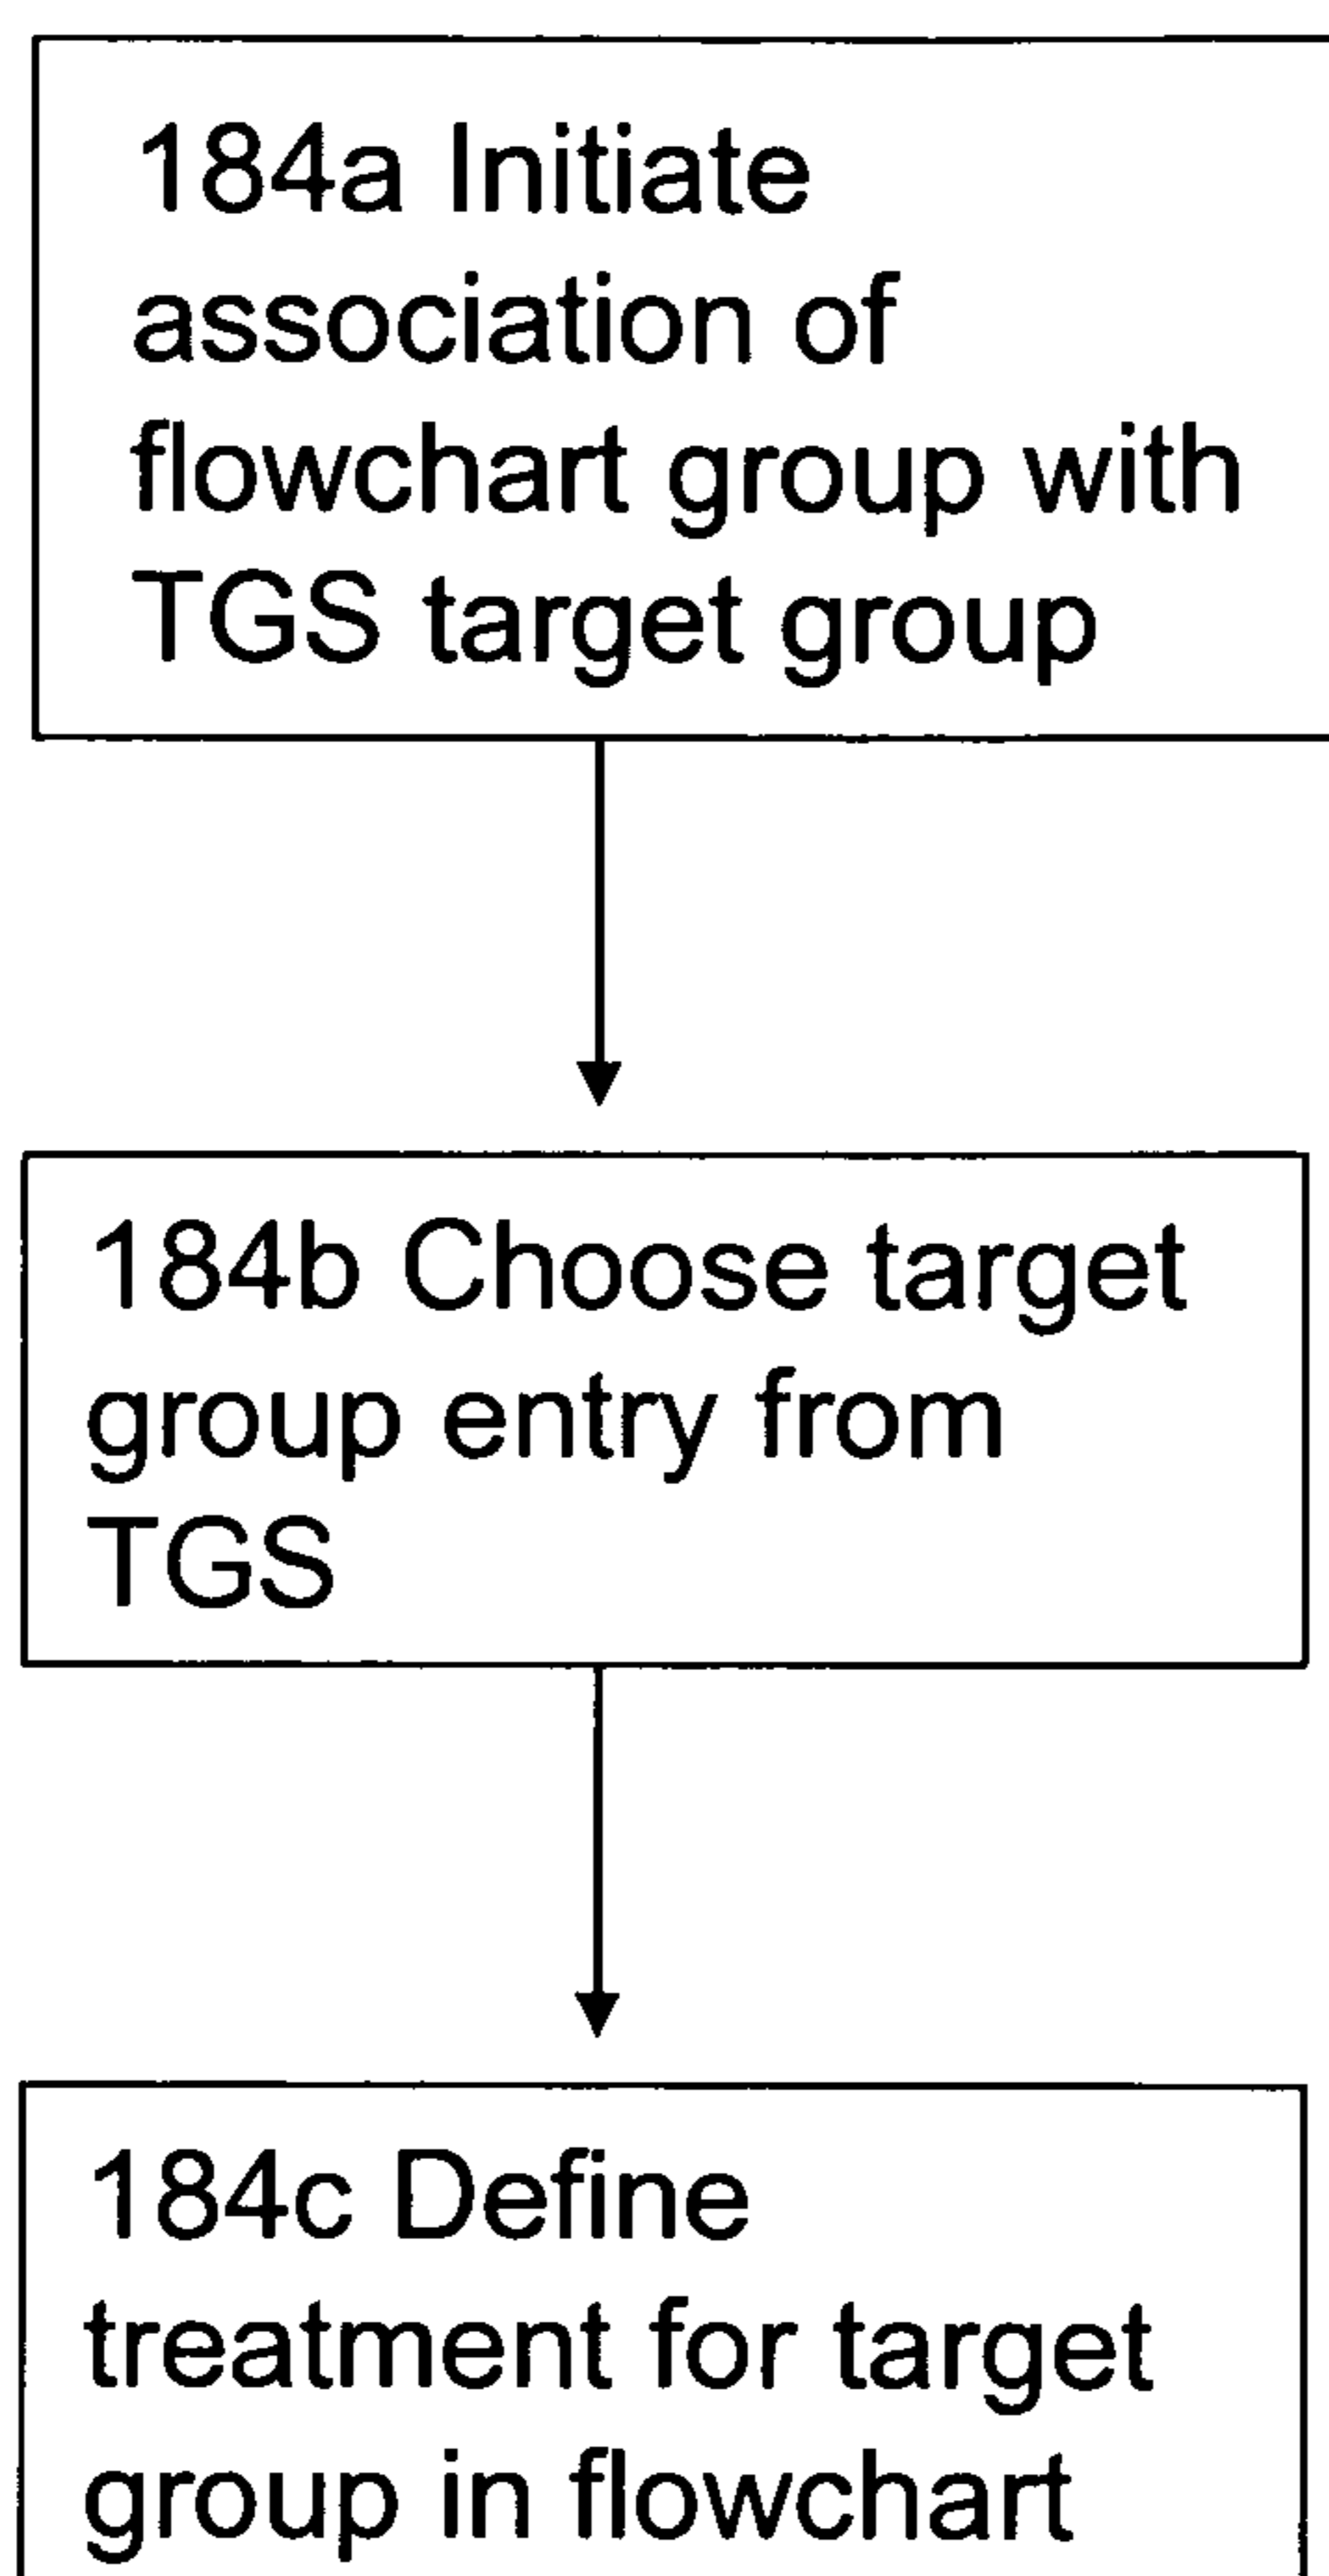 184a Initiate
association of
flowchart group with
TGS target group
184b Choose target
group entry from
TGS
184c Define
treatment for target
group in flowchart